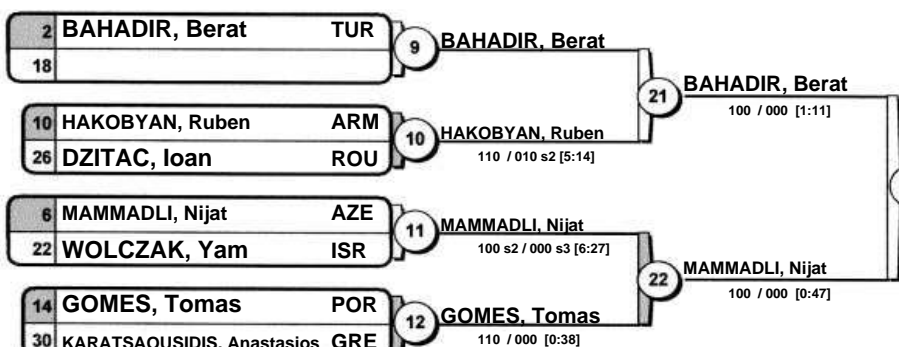 2 BAHADIR, Berat TUR
18
9 BAHADIR, Berat
10 HAKOBYAN, Ruben ARM
26 DZITAC, Ioan ROU
10 HAKOBYAN, Ruben
110 / 010 s2 [5:14]
21 BAHADIR, Berat
100 / 000 [1:11]
6 MAMMADLI, Nijat AZE
22 WOLCZAK, Yam ISR
11 MAMMADLI, Nijat
100 s2 / 000 s3 [6:27]
14 GOMES, Tomas POR
30 KARATSAOUSIDIS, Anastasios GRE
12 GOMES, Tomas
110 / 000 [0:38]
22 MAMMADLI, Nijat
100 / 000 [0:47]